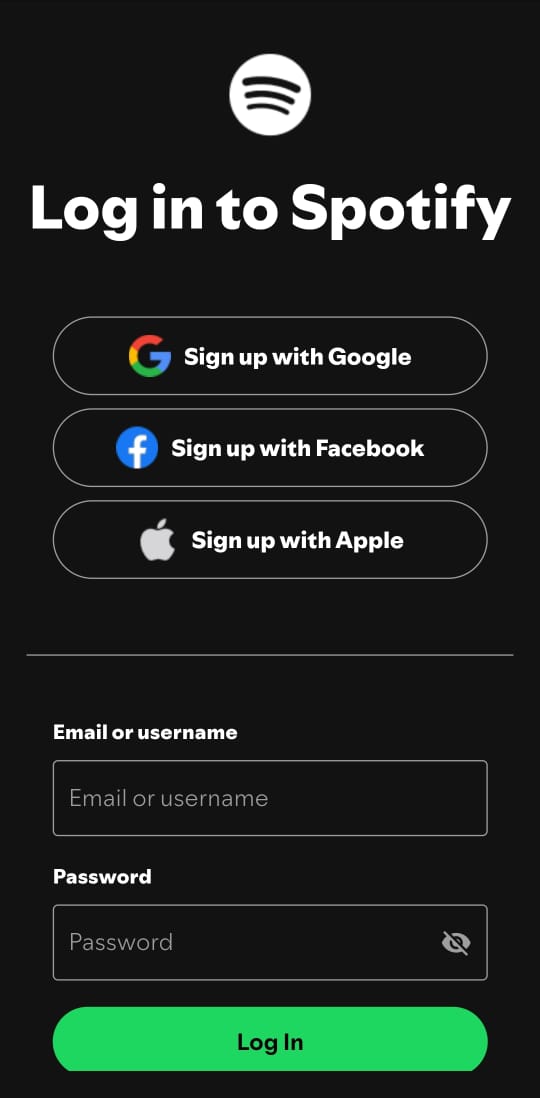 Log in to Spotify
Sign up with Google
Sign up with Facebook
Sign up with Apple
Email or username
Email or username
Password
Password
Log In